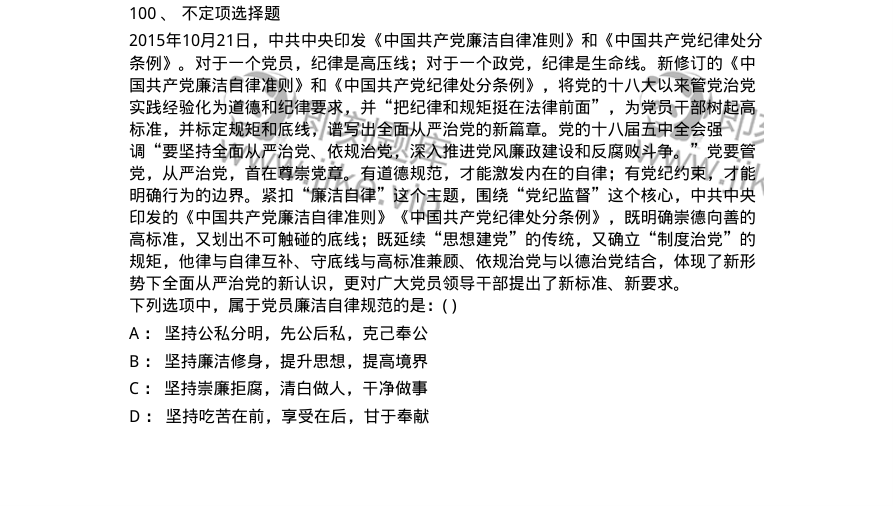 100 、 不定项选择题
2015年10月21日，中共中央印发《中国共产党廉洁自律准则》和《中国共产党纪律处分
条例》。对于一个党员，纪律是高压线；对于一个政党，纪律是生命线。新修订的《中
国共产党廉洁自律准则》和《中国共产党纪律处分条例》，将党的十八大以来管党治党
实践经验化为道德和纪律要求，并“把纪律和规矩挺在法律前面”，为党员干部树起高
标准，并标定规矩和底线，谱写出全面从严治党的新篇章。党的十八届五中全会强
调“要坚持全面从严治党、依规治党，深入推进党风廉政建设和反腐败斗争。”党要管
党，从严治党，首在尊崇党章。有道德规范，才能激发内在的自律；有党纪约束，才能
明确行为的边界。紧扣“廉洁自律”这个主题，围绕“党纪监督”这个核心，中共中央
印发的《中国共产党廉洁自律准则》《中国共产党纪律处分条例》，既明确崇德向善的
高标准，又划出不可触碰的底线；既延续“思想建党”的传统，又确立“制度治党”的
规矩，他律与自律互补、守底线与高标准兼顾、依规治党与以德治党结合，体现了新形
势下全面从严治党的新认识，更对广大党员领导干部提出了新标准、新要求。
下列选项中，属于党员廉洁自律规范的是：( )
A ： 坚持公私分明，先公后私，克己奉公
B ： 坚持廉洁修身，提升思想，提高境界
C ： 坚持崇廉拒腐，清白做人，干净做事
D ： 坚持吃苦在前，享受在后，甘于奉献